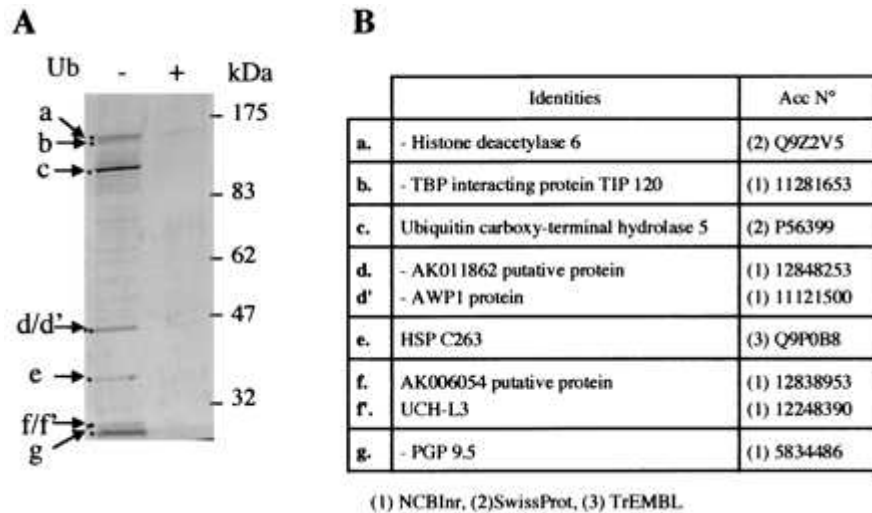 A
B
Ub - + kDa
a
b
c
d/d'
e
f/f'
g
175
83
62
47
32
Identities Acc N°
a. - Histone deacetylase 6 (2) Q9Z2V5
b. - TBP interacting protein TIP 120 (1) 11281653
c. Ubiquitin carboxy-terminal hydrolase 5 (2) P56399
d. - AK011862 putative protein (1) 12848253
d' - AWP1 protein (1) 11121500
e. HSP C263 (3) Q9P0B8
f. AK006054 putative protein (1) 12838953
f'. UCH-L3 (1) 12248390
g. - PGP 9.5 (1) 5834486
(1) NCBInr, (2)SwissProt, (3) TrEMBL